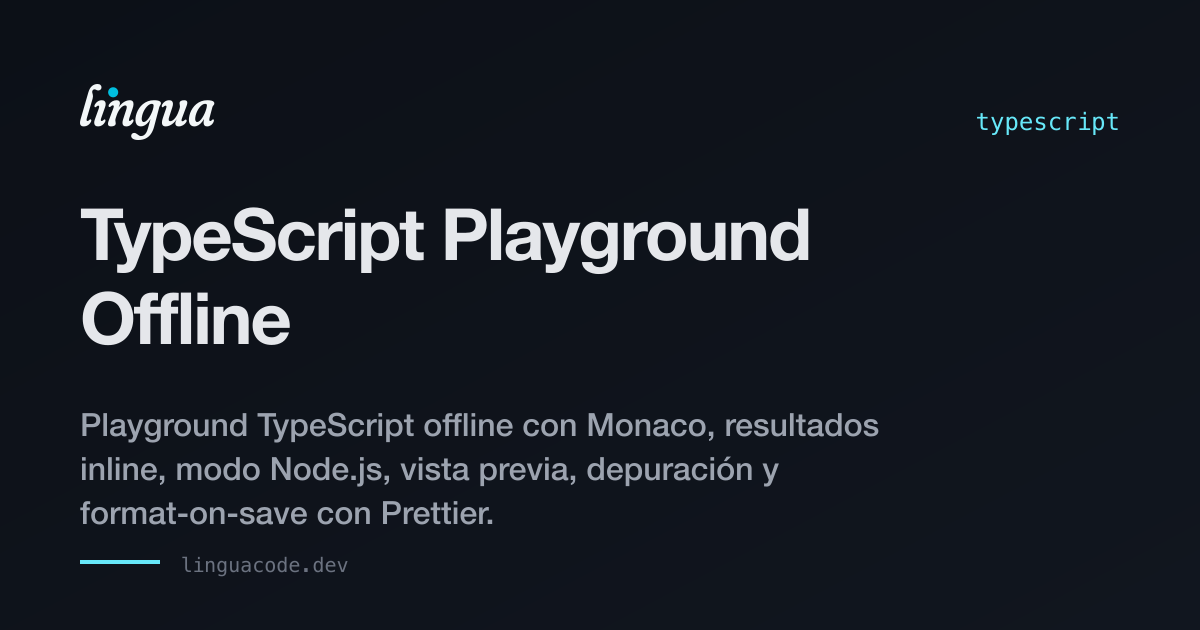 lingua
typescript
TypeScript Playground
Offline
Playground TypeScript offline con Monaco, resultados
inline, modo Node.js, vista previa, depuración y
format-on-save con Prettier.
linguacode.dev